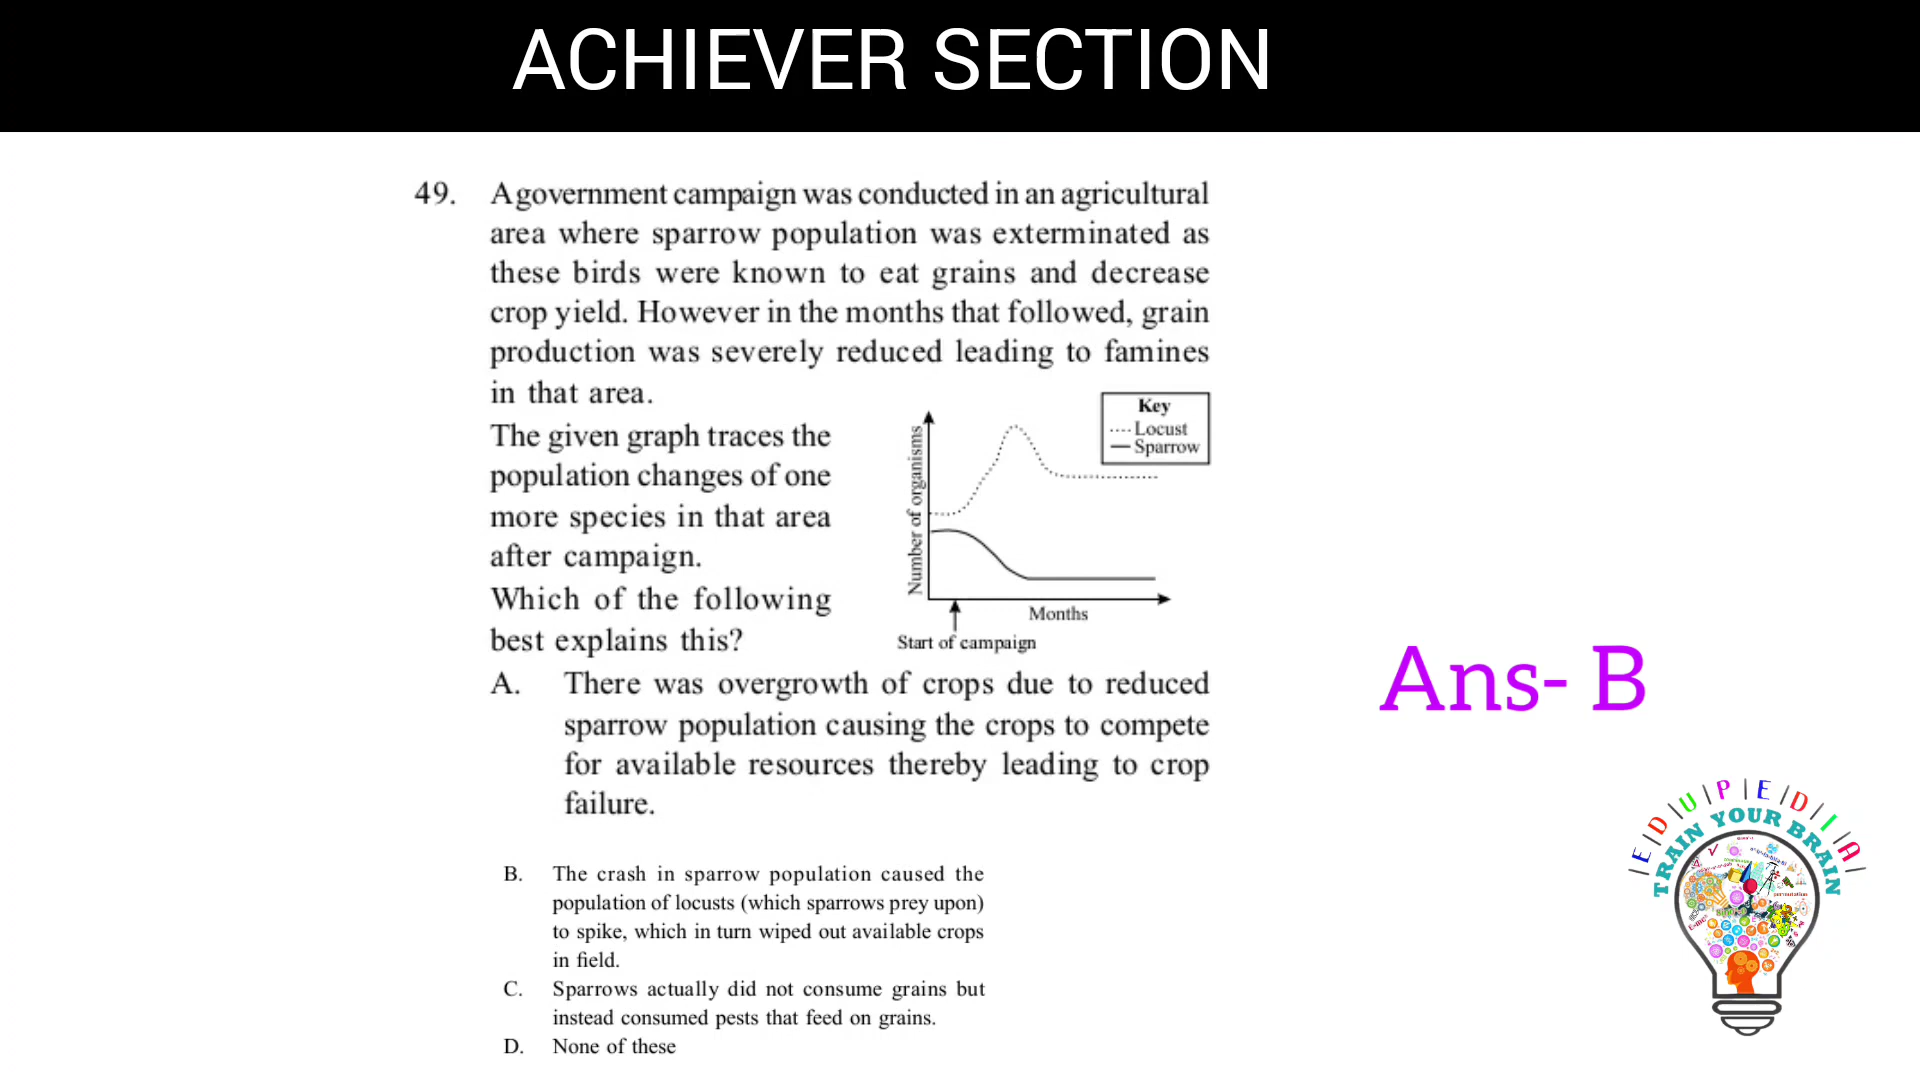 ACHIEVER SECTION
49. A government campaign was conducted in an agricultural
area where sparrow population was exterminated as
these birds were known to eat grains and decrease
crop yield. However in the months that followed, grain
production was severely reduced leading to famines
in that area.
The given graph traces the
population changes of one
more species in that area
after campaign.
Which of the following
best explains this?
Number of organisms
Key
Locust
Sparrow
Months
Start of campaign
A. There was overgrowth of crops due to reduced
sparrow population causing the crops to compete
for available resources thereby leading to crop
failure.
B. The crash in sparrow population caused the
population of locusts (which sparrows prey upon)
to spike, which in turn wiped out available crops
in field.
C. Sparrows actually did not consume grains but
instead consumed pests that feed on grains.
D. None of these
Ans- B
|E|D|U|P|E|D|I|A|
TRAIN YOUR BRAIN